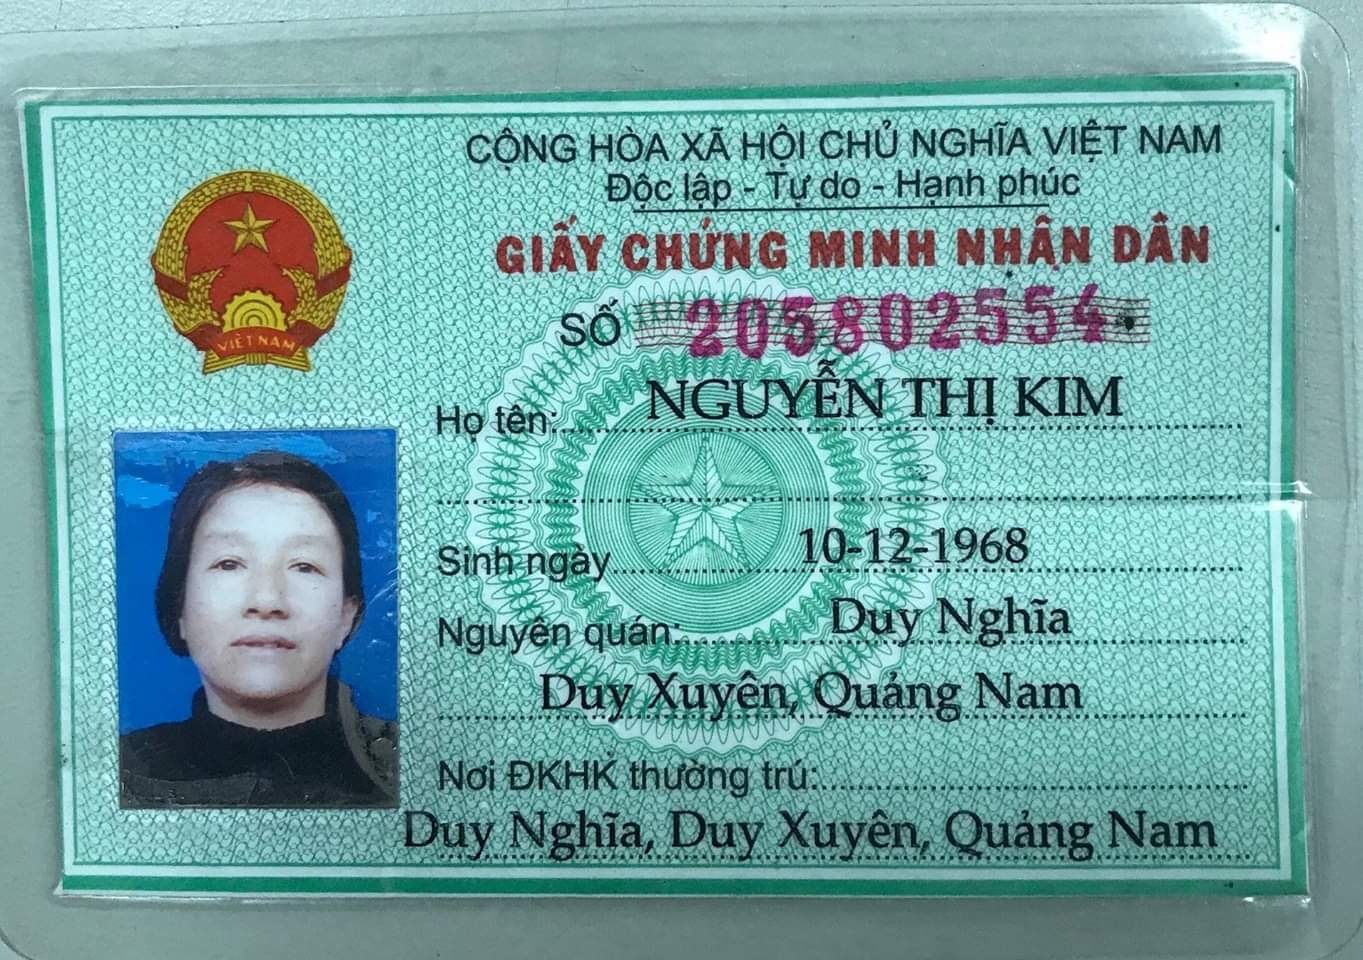 CỘNG HÒA XÃ HỘI CHỦ NGHĨA VIỆT NAM
Độc lập - Tự do - Hạnh phúc
GIẤY CHỨNG MINH NHÂN DÂN
SỐ 205802554
Họ tên: NGUYỄN THỊ KIM
Sinh ngày 10-12-1968
Nguyên quán: Duy Nghĩa
Duy Xuyên, Quảng Nam
Nơi ĐKHK thường trú:
Duy Nghĩa, Duy Xuyên, Quảng Nam
VIỆT NAM